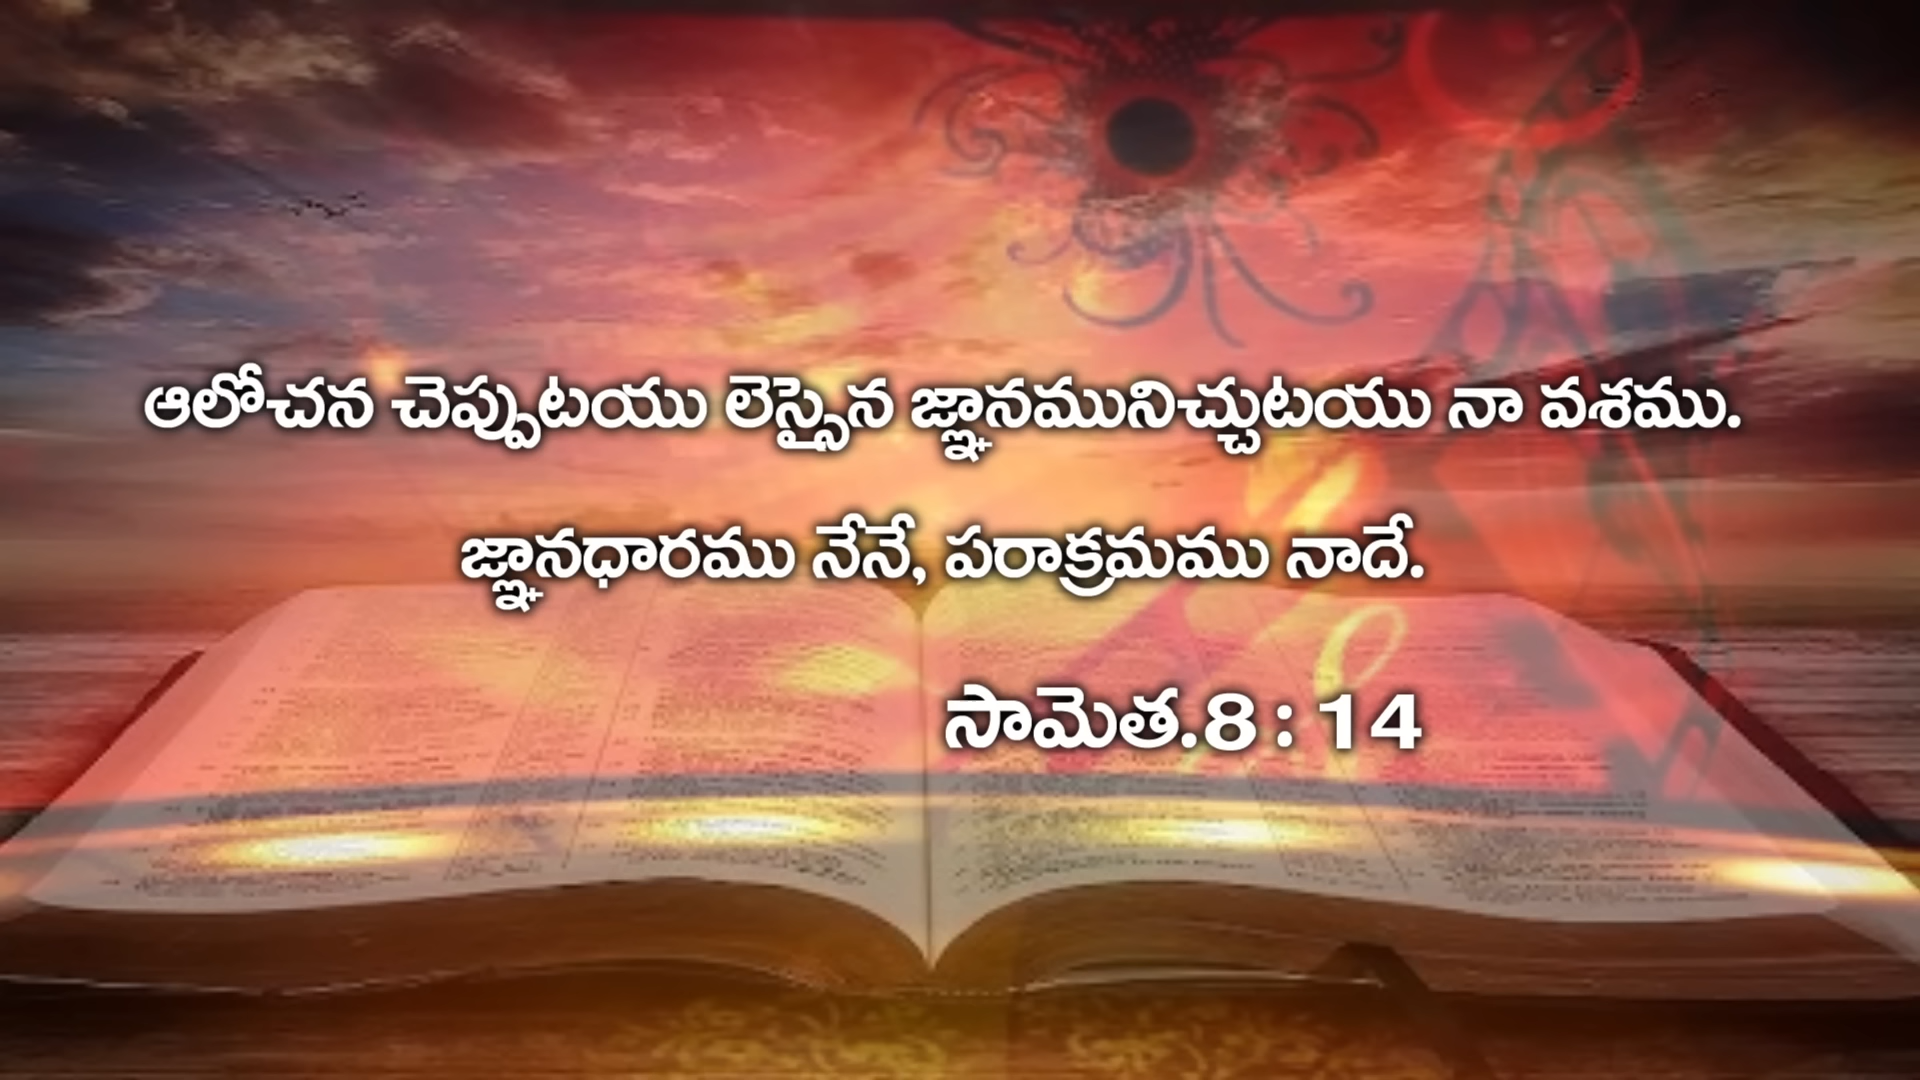 ఆలోచన చెప్పుటయు లెస్సైన జ్ఞానమునిచ్చుటయు నా వశము.
జ్ఞానధారము నేనే, పరాక్రమము నాదే.
సామెత.8 : 14